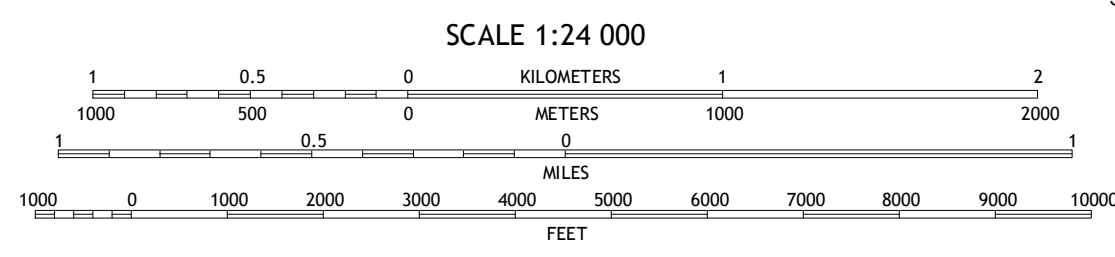 SCALE 1:24 000
1 0.5 0 KILOMETERS 1 2
1000 500 0 METERS 1000 2000
1 0.5 0 1
MILES
1000 0 1000 2000 3000 4000 5000 6000 7000 8000 9000 10000
FEET